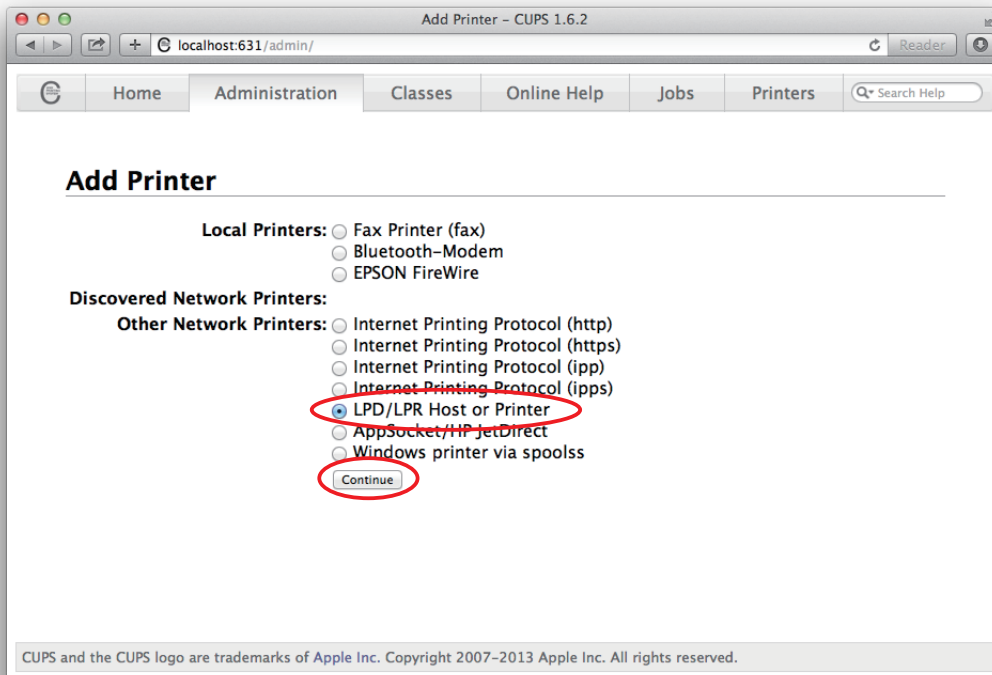 Add Printer – CUPS 1.6.2
localhost:631/admin/
Reader
Home Administration Classes Online Help Jobs Printers Search Help
Add Printer
Local Printers: Fax Printer (fax)
Bluetooth-Modem
EPSON FireWire
Discovered Network Printers:
Other Network Printers: Internet Printing Protocol (http)
Internet Printing Protocol (https)
Internet Printing Protocol (ipp)
Internet Printing Protocol (ipps)
LPD/LPR Host or Printer
AppSocket/HP JetDirect
Windows printer via spoolss
Continue
CUPS and the CUPS logo are trademarks of Apple Inc. Copyright 2007-2013 Apple Inc. All rights reserved.